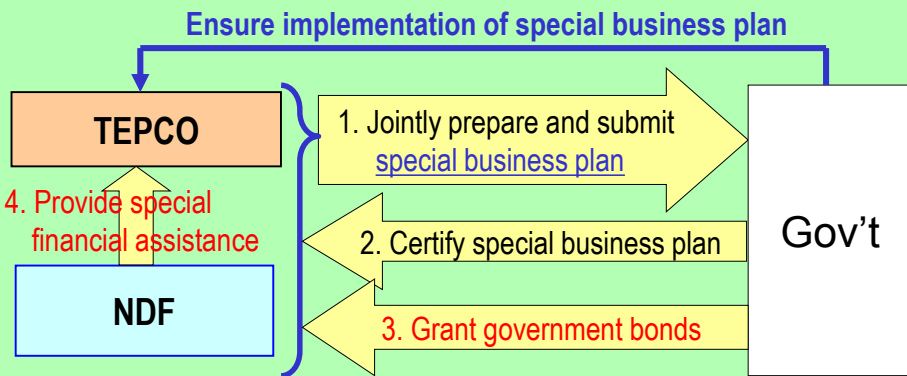 Ensure implementation of special business plan
TEPCO
1. Jointly prepare and submit
special business plan
4. Provide special
financial assistance
2. Certify special business plan
Gov't
NDF
3. Grant government bonds